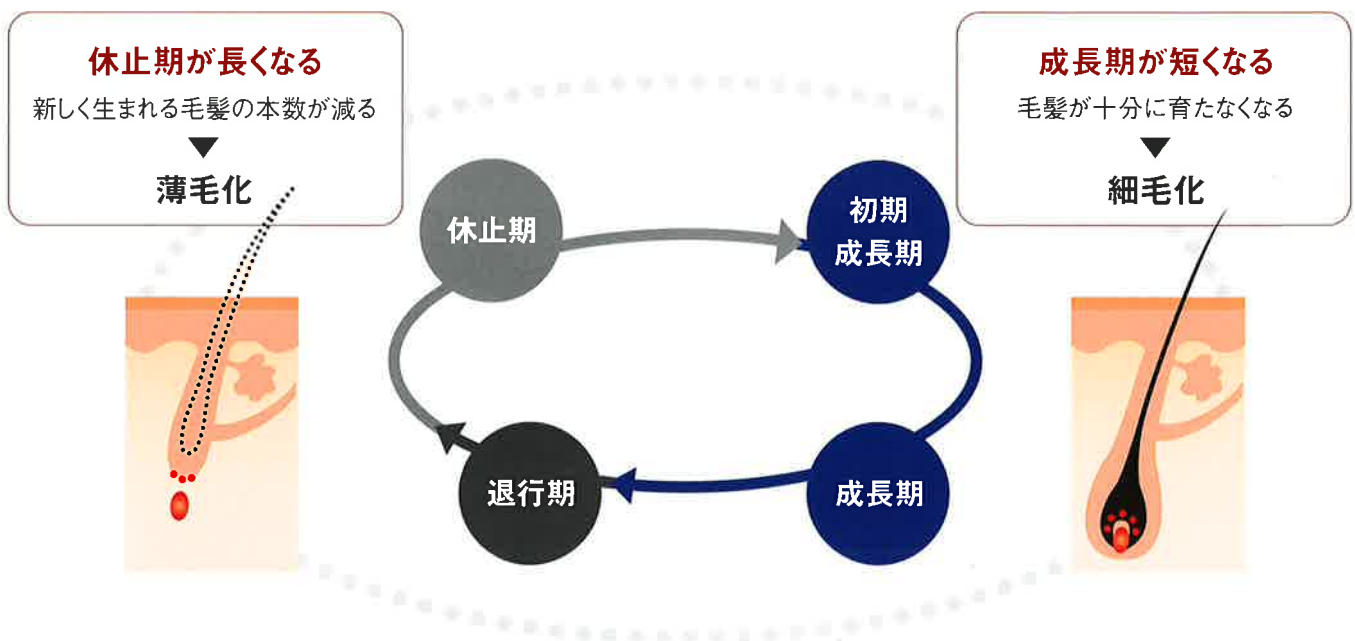 休止期が長くなる
新しく生まれる毛髪の本数が減る
▼
薄毛化
成長期が短くなる
毛髪が十分に育たなくなる
▼
細毛化
休止期
初期
成長期
退行期
成長期